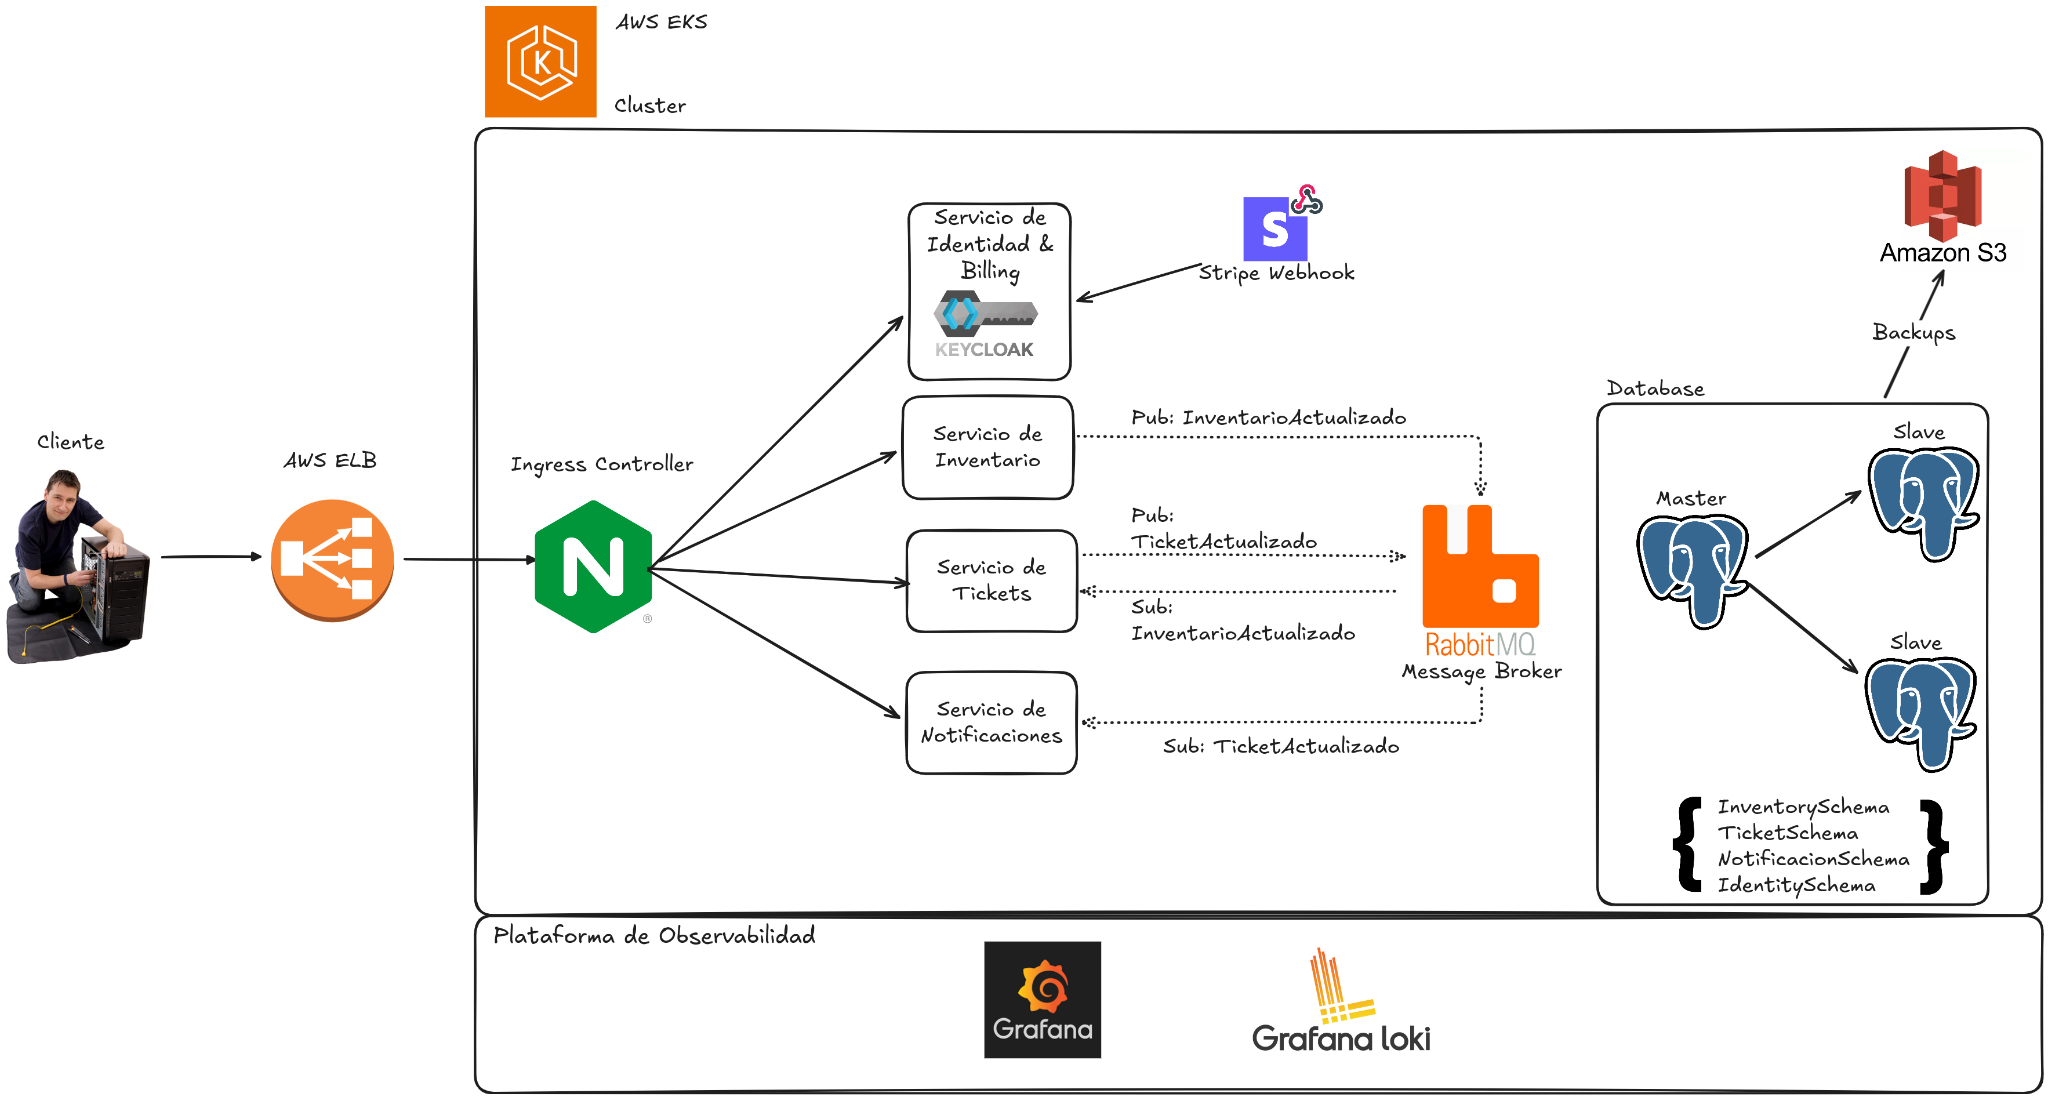 AWS EKS
Cluster
K
Servicio de
Identidad &
Billing
KEYCLOAK
S
Stripe Webhook
Amazon S3
Backups
Database
Cliente
AWS ELB
Ingress Controller
N
®
Servicio de
Inventario
Pub: InventarioActualizado
Servicio de
Tickets
Pub:
TicketActualizado
Sub:
InventarioActualizado
RabbitMQ
Message Broker
Servicio de
Notificaciones
Sub: TicketActualizado
Master
Slave
Slave
{
InventorySchema
TicketSchema
NotificacionSchema
IdentitySchema
}
Plataforma de Observabilidad
Grafana
Grafana loki